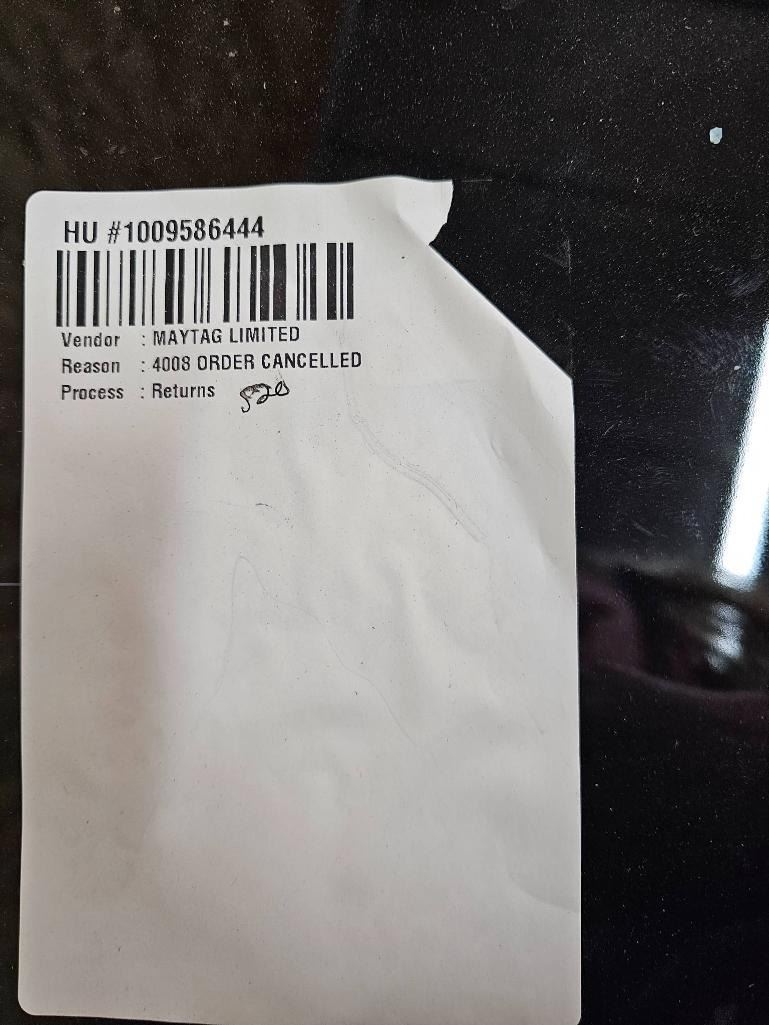 HU #1009586444
Vendor : MAYTAG LIMITED
Reason : 4008 ORDER CANCELLED
Process : Returns